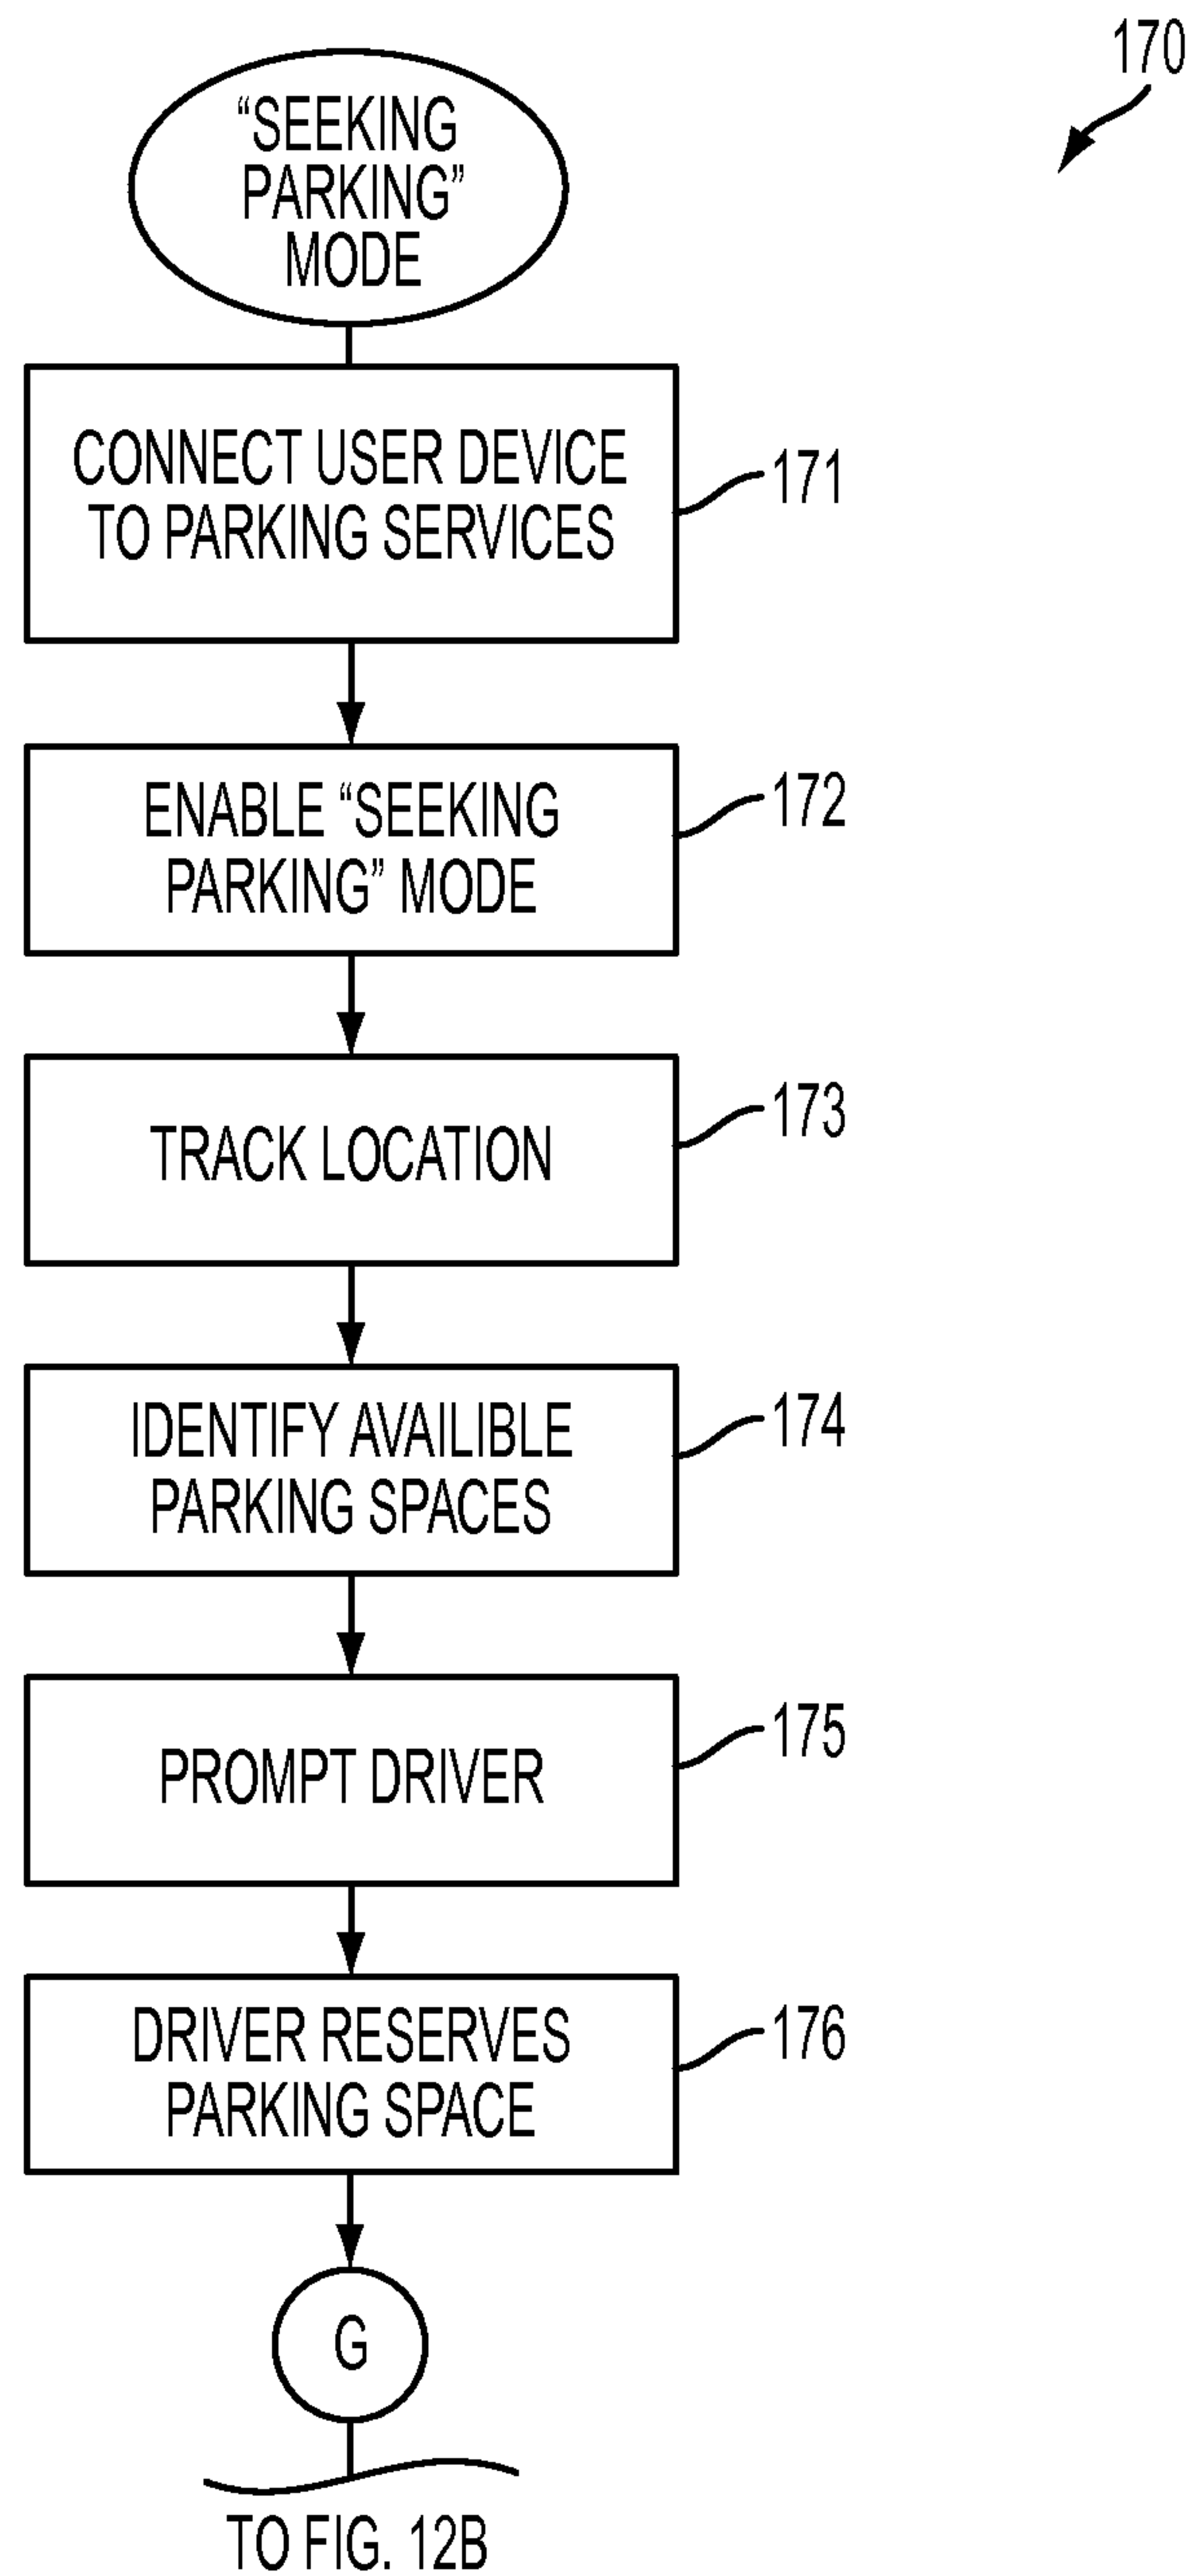 170
“SEEKING
PARKING”
MODE
CONNECT USER DEVICE
TO PARKING SERVICES
171
ENABLE “SEEKING
PARKING” MODE
172
TRACK LOCATION
173
IDENTIFY AVAILIBLE
PARKING SPACES
174
PROMPT DRIVER
175
DRIVER RESERVES
PARKING SPACE
176
G
TO FIG. 12B